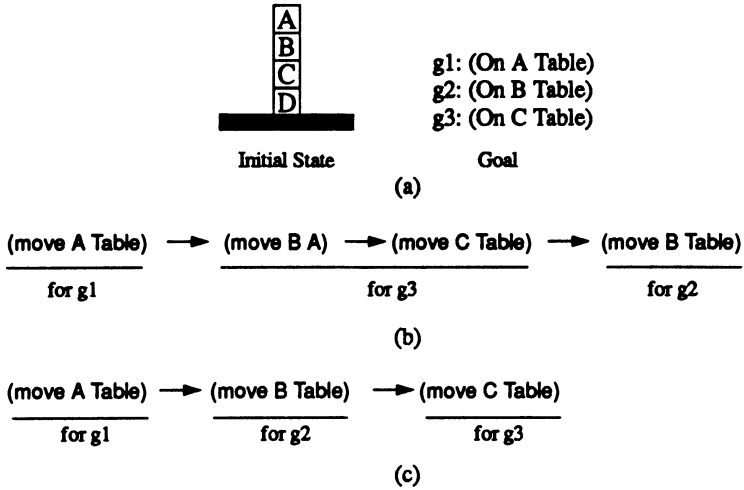 A
B
C
D
Initial State
g1: (On A Table)
g2: (On B Table)
g3: (On C Table)
Goal
(a)
(move A Table) → (move B A) → (move C Table) → (move B Table)
for g1 for g3 for g2
(b)
(move A Table) → (move B Table) → (move C Table)
for g1 for g2 for g3
(c)